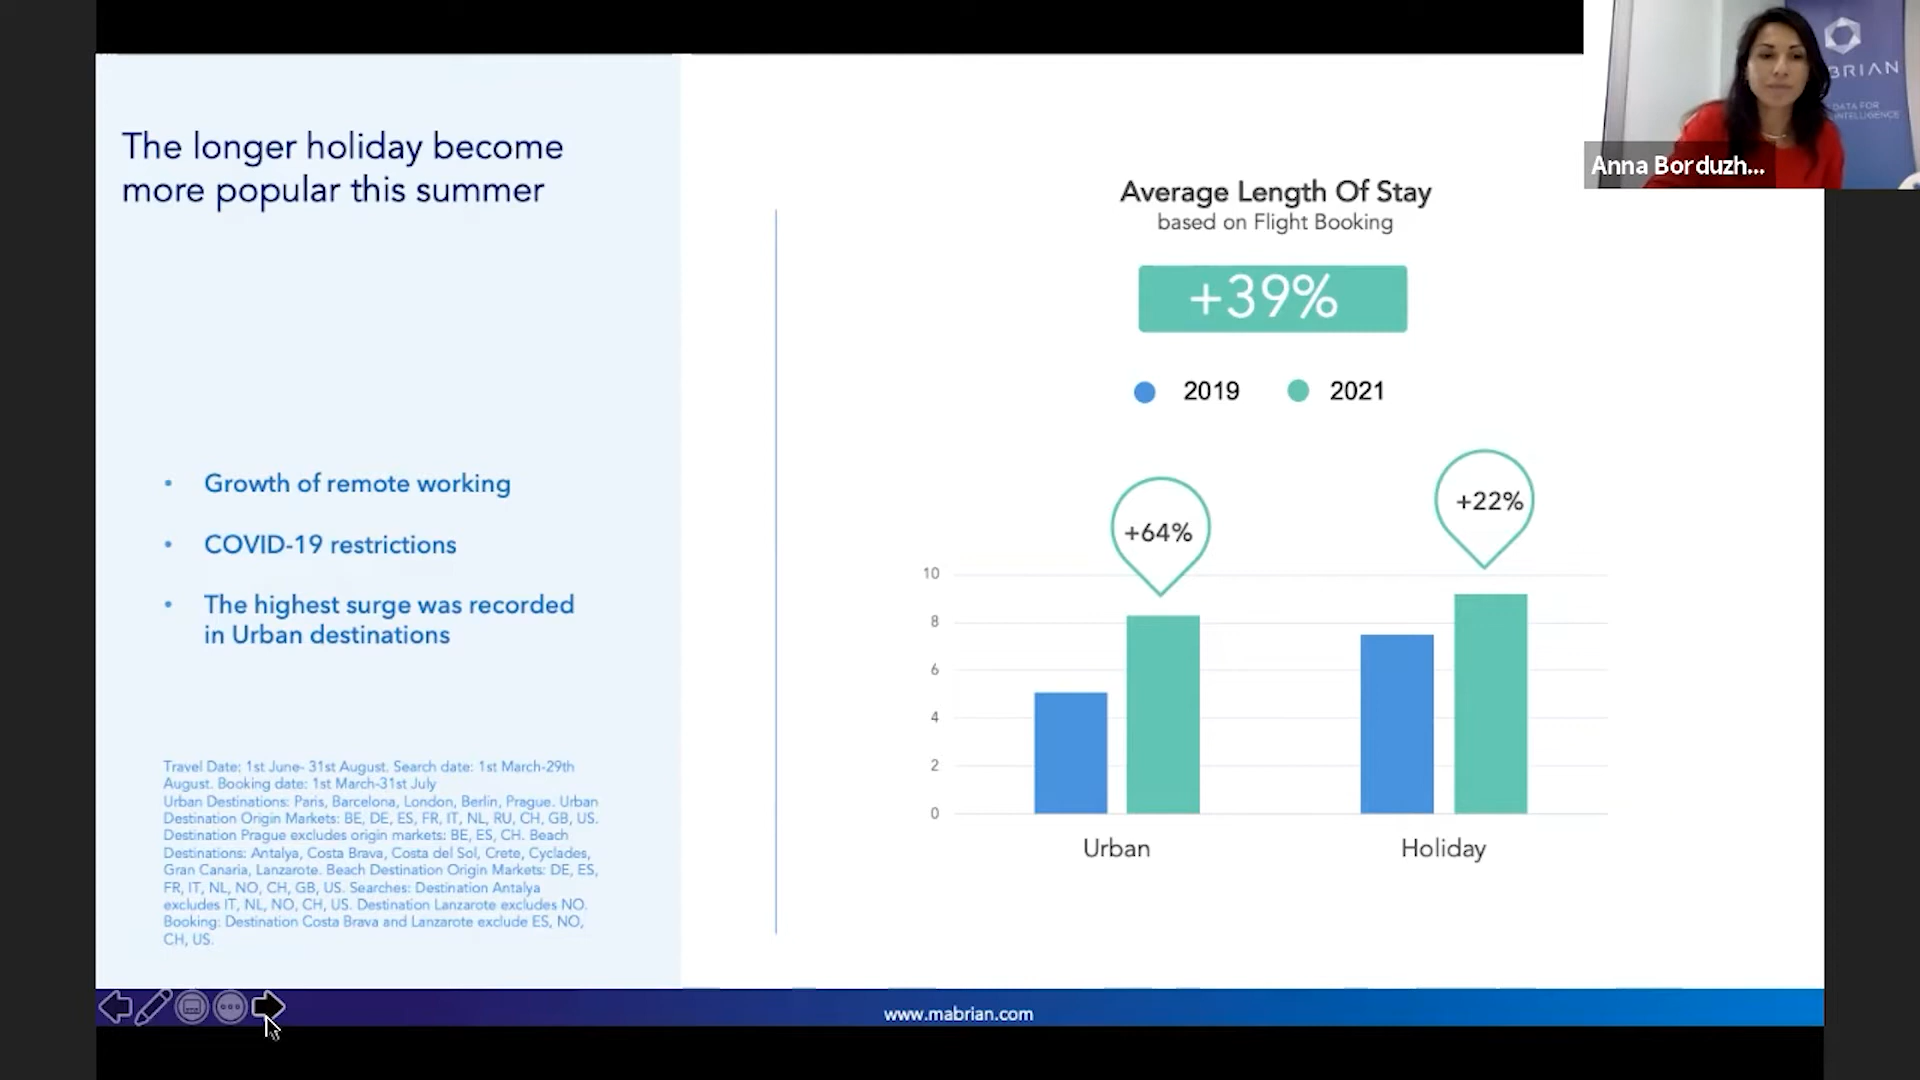 The longer holiday become
more popular this summer
• Growth of remote working
• COVID-19 restrictions
• The highest surge was recorded
in Urban destinations
Travel Date: 1st June- 31st August. Search date: 1st March-29th
August. Booking date: 1st March-31st July
Urban Destinations: Paris, Barcelona, London, Berlin, Prague. Urban
Destination Origin Markets: BE, DE, ES, FR, IT, NL, RU, CH, GB, US.
Destination Prague excludes origin markets: BE, ES, CH. Beach
Destinations: Antalya, Costa Brava, Costa del Sol, Crete, Cyclades,
Gran Canaria, Lanzarote. Beach Destination Origin Markets: DE, ES,
FR, IT, NL, NO, CH, GB, US. Searches: Destination Antalya
excludes IT, NL, NO, CH, US. Destination Lanzarote excludes NO.
Booking: Destination Costa Brava and Lanzarote exclude ES, NO,
CH, US.
Average Length Of Stay
based on Flight Booking
+39%
2019 2021
+64%
+22%
10
8
6
4
2
0
Urban Holiday
www.mabrian.com
BRIAN
DATA FOR
INTELLIGENCE
Anna Borduzh...